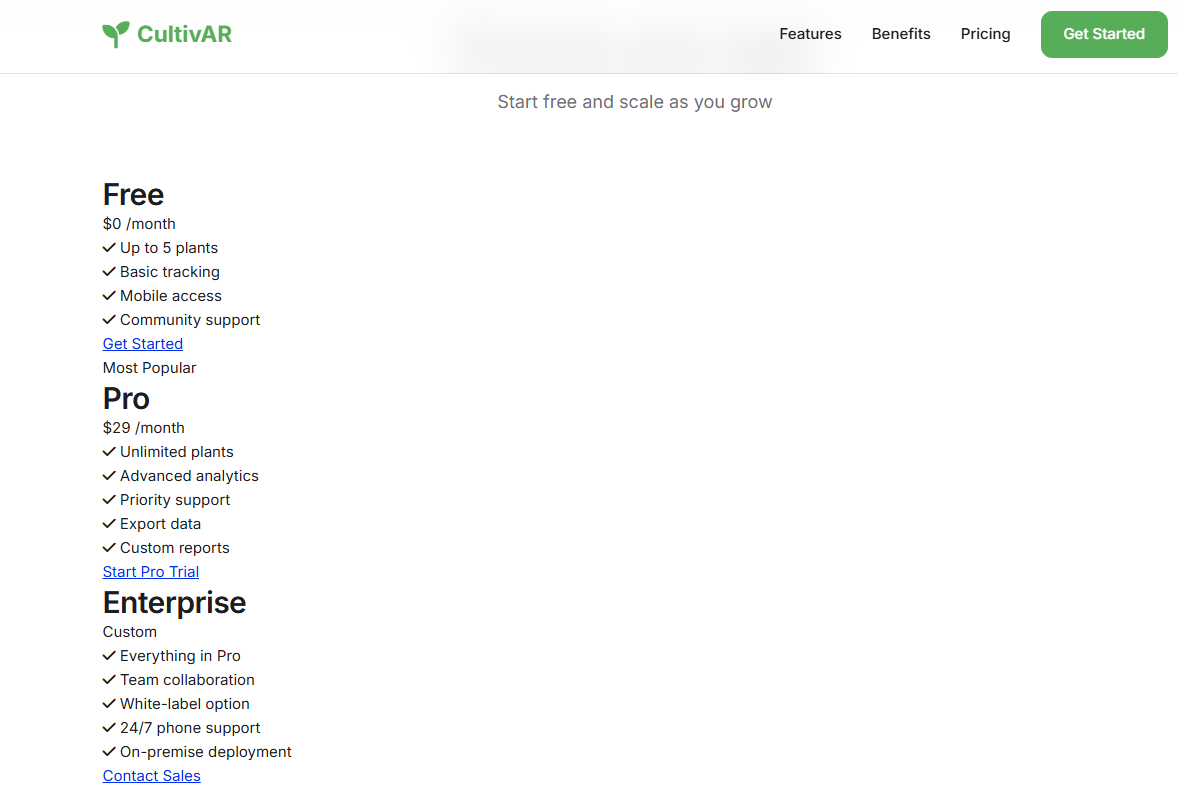 CultivAR
Features
Benefits
Pricing
Get Started
Start free and scale as you grow
Free
$0 /month
Up to 5 plants
Basic tracking
Mobile access
Community support
Get Started
Most Popular
Pro
$29 /month
Unlimited plants
Advanced analytics
Priority support
Export data
Custom reports
Start Pro Trial
Enterprise
Custom
Everything in Pro
Team collaboration
White-label option
24/7 phone support
On-premise deployment
Contact Sales